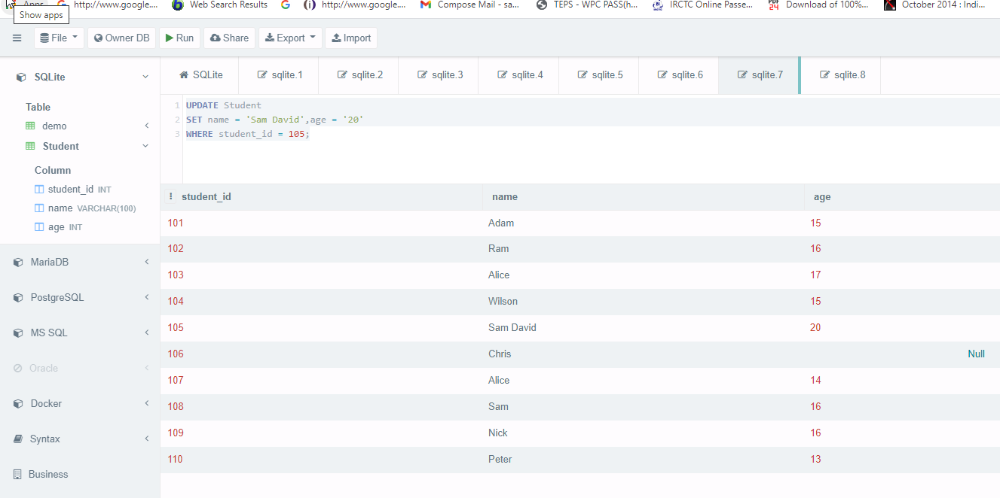 Apps http://www.google.... Web Search Results http://www.google.... Compose Mail - sa... TEPS - WPC PASS(h... IRCTC Online Passe... Download of 100%... October 2014 : Indi...
Show apps
File Owner DB Run Share Export Import
SQLite
Table
demo
Student
Column
student_id INT
name VARCHAR(100)
age INT
MariaDB
PostgreSQL
MS SQL
Oracle
Docker
Syntax
Business
SQLite sqlite.1 sqlite.2 sqlite.3 sqlite.4 sqlite.5 sqlite.6 sqlite.7 sqlite.8
1 UPDATE Student
2 SET name = 'Sam David',age = '20'
3 WHERE student_id = 105;
student_id name age
101 Adam 15
102 Ram 16
103 Alice 17
104 Wilson 15
105 Sam David 20
106 Chris Null
107 Alice 14
108 Sam 16
109 Nick 16
110 Peter 13